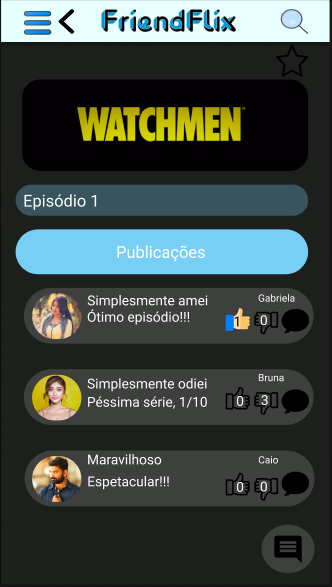 FriendFlix
WATCHMEN
Episódio 1
Publicações
Simplesmente amei
Gabriela
Ótimo episódio!!!
1
0
Simplesmente odiei
Bruna
Péssima série, 1/10
0
3
Maravilhoso
Caio
Espetacular!!!
0
0